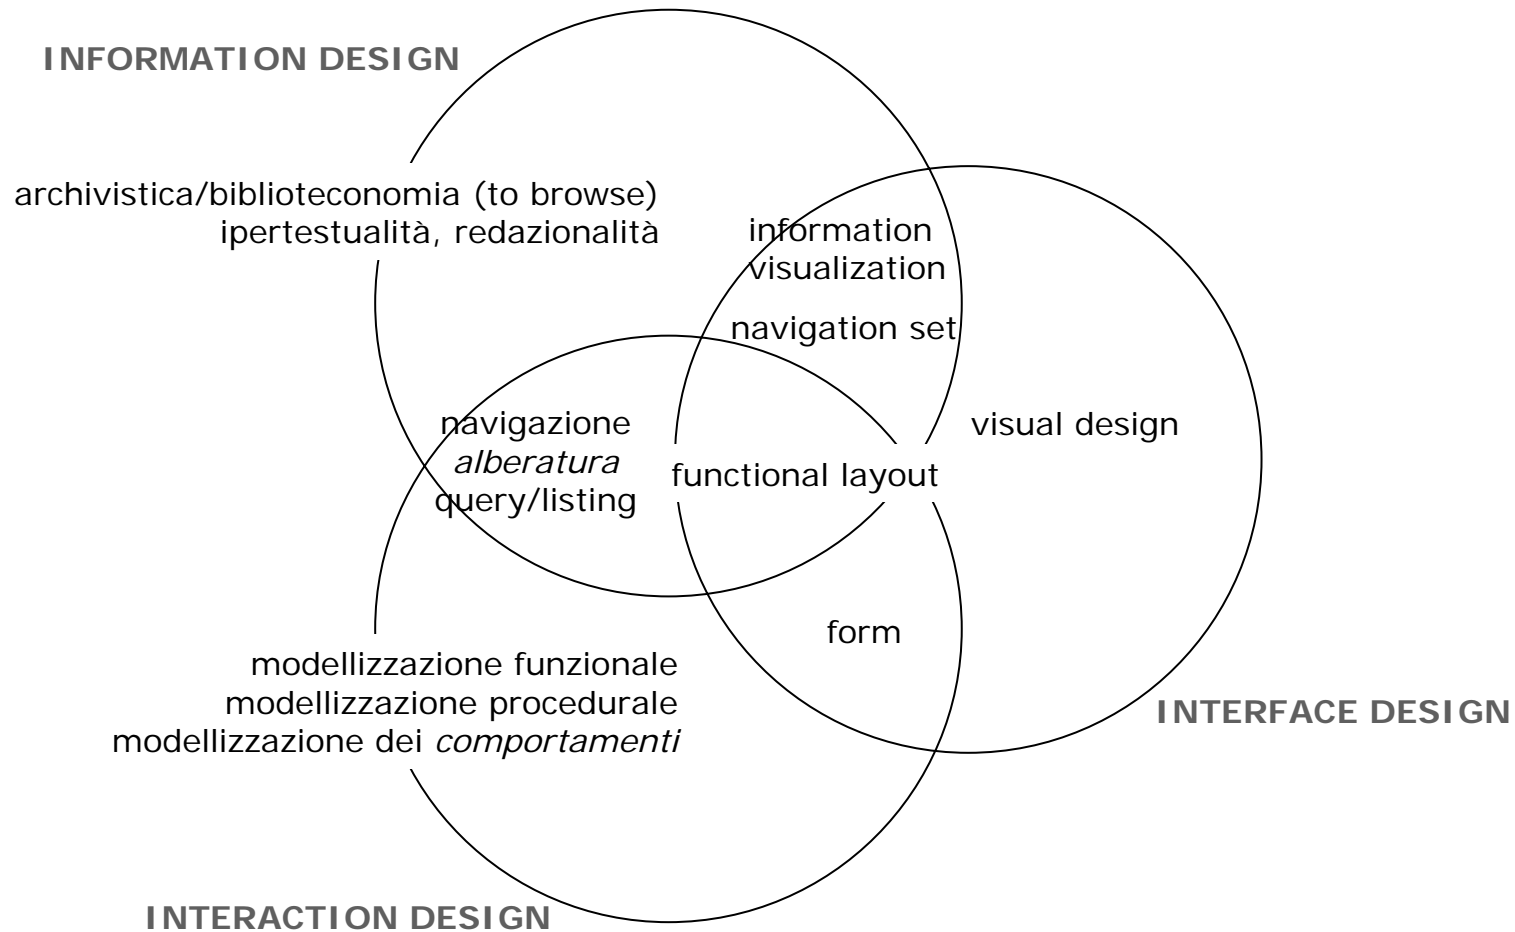 INFORMATION DESIGN
archivistica/biblioteconomia (to browse)
ipertestualità, redazionalità
information
visualization
navigation set
navigazione
alberatura
query/listing
visual design
functional layout
form
modellizzazione funzionale
modellizzazione procedurale
modellizzazione dei comportamenti
INTERFACE DESIGN
INTERACTION DESIGN